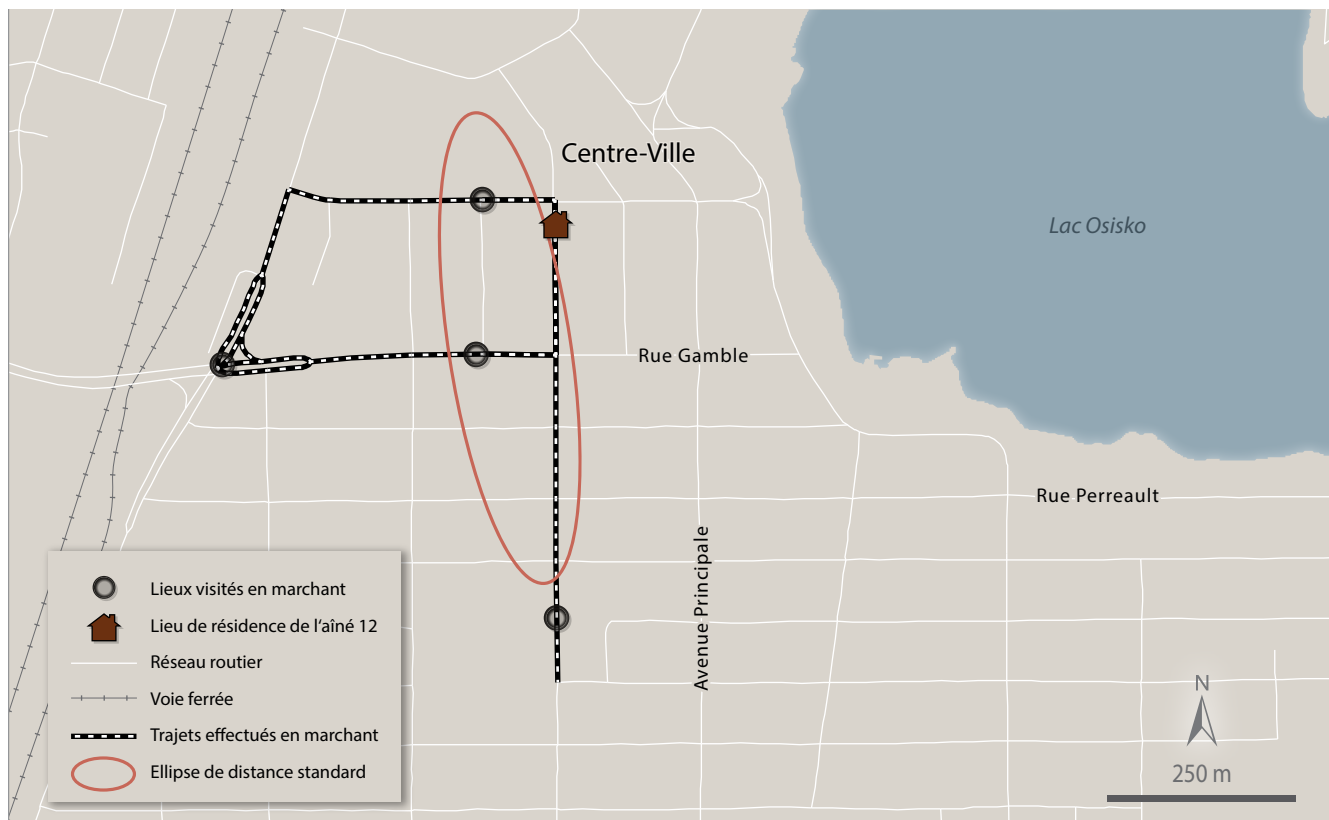 Centre-Ville
Lac Osisko
Rue Gamble
Rue Perreault
Avenue Principale
Lieux visités en marchant
Lieu de résidence de l'aîné 12
Réseau routier
Voie ferrée
Trajets effectués en marchant
Ellipse de distance standard
N
250 m